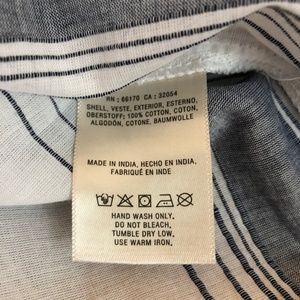 RN : 66170 CA : 32054
SHELL, VESTE, EXTERIOR, ESTERNO,
OBERSTOFF: 100% COTTON, COTON,
ALGODÓN, COTONE, BAUMWOLLE
MADE IN INDIA, HECHO EN INDIA,
FABRIQUÉ EN INDE
HAND WASH ONLY.
DO NOT BLEACH.
TUMBLE DRY LOW.
USE WARM IRON.